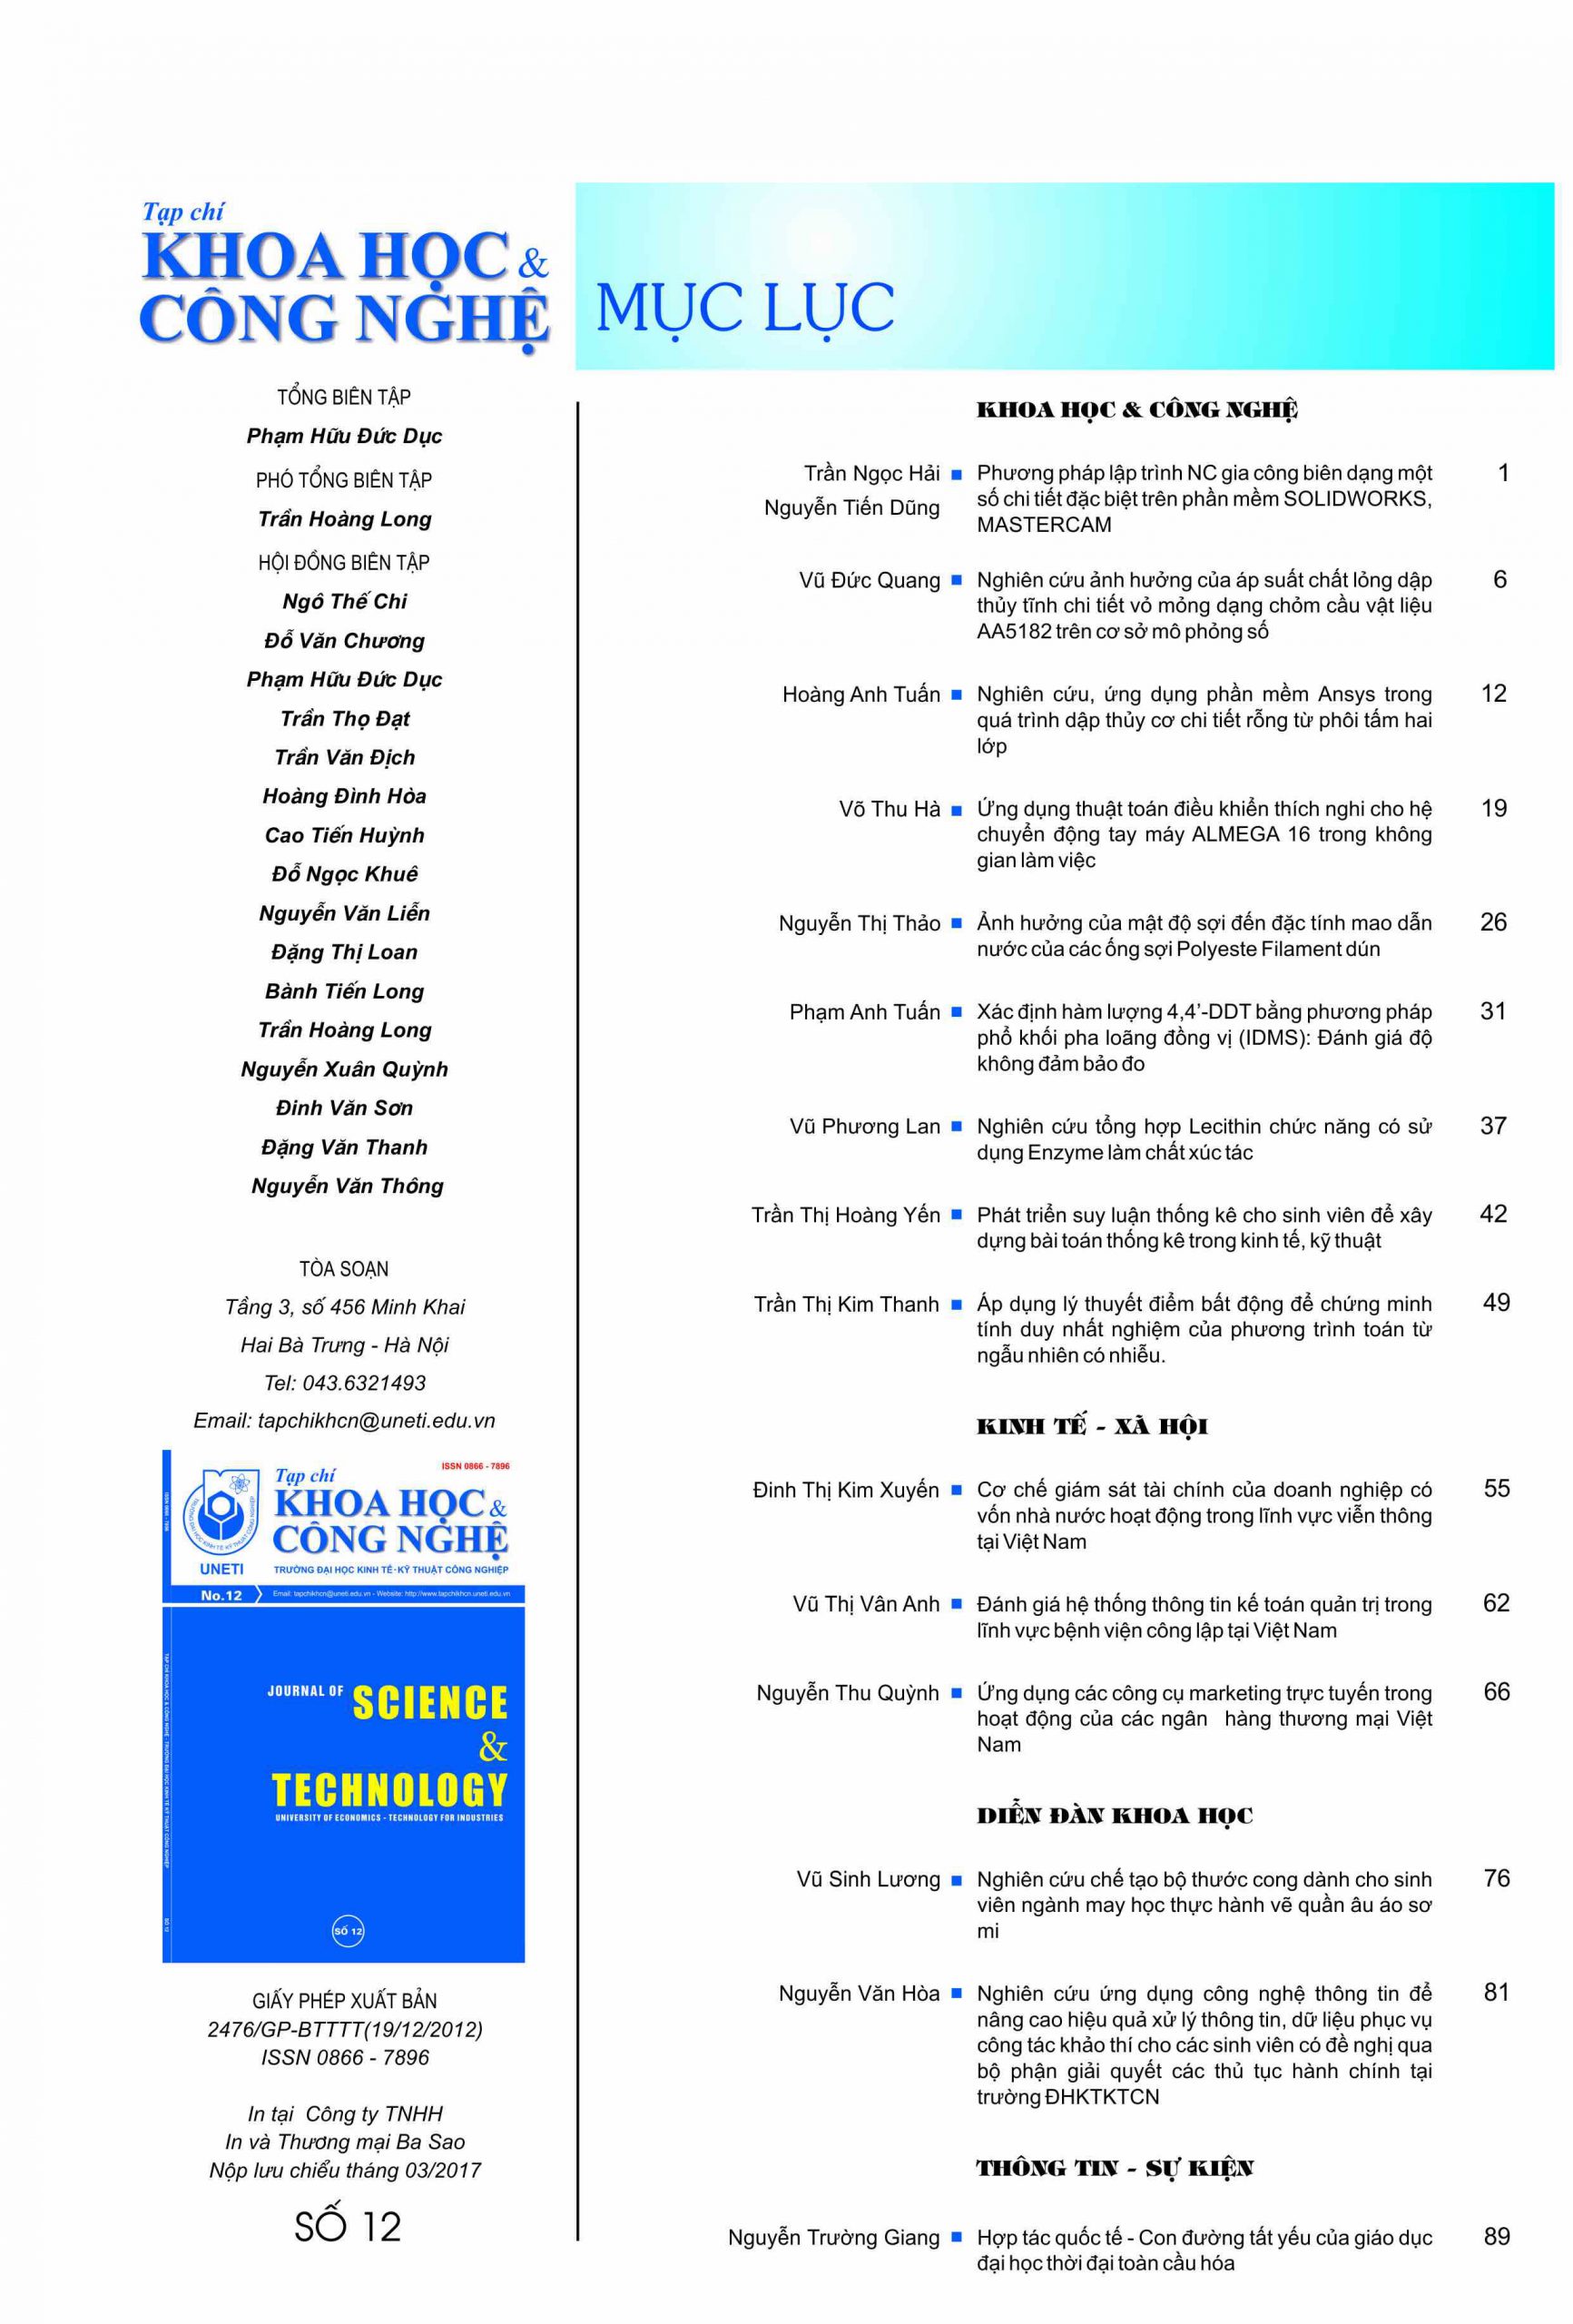 Tạp chí
KHOA HỌC &
CÔNG NGHỆ
MỤC LỤC
TỔNG BIÊN TẬP
Phạm Hữu Đức Dục
PHÓ TỔNG BIÊN TẬP
Trần Hoàng Long
HỘI ĐỒNG BIÊN TẬP
Ngô Thế Chi
Đỗ Văn Chương
Phạm Hữu Đức Dục
Trần Thọ Đạt
Trần Văn Địch
Hoàng Đình Hòa
Cao Tiến Huỳnh
Đỗ Ngọc Khuê
Nguyễn Văn Liễn
Đặng Thị Loan
Bành Tiến Long
Trần Hoàng Long
Nguyễn Xuân Quỳnh
Đinh Văn Sơn
Đặng Văn Thanh
Nguyễn Văn Thông
TÒA SOẠN
Tầng 3, số 456 Minh Khai
Hai Bà Trưng - Hà Nội
Tel: 043.6321493
Email: tapchikhcn@uneti.edu.vn
ISSN 0866 - 7896
Tạp chí
KHOA HỌC &
CÔNG NGHỆ
UNETI
TRƯỜNG ĐẠI HỌC KINH TẾ-KỸ THUẬT CÔNG NGHIỆP
No.12
Email: tapchikhcn@uneti.edu.vn - Website: http://www.tapchikhcn.uneti.edu.vn
JOURNAL OF SCIENCE
&
TECHNOLOGY
UNIVERSITY OF ECONOMICS - TECHNOLOGY FOR INDUSTRIES
SỐ 12
GIẤY PHÉP XUẤT BẢN
2476/GP-BTTTT(19/12/2012)
ISSN 0866 - 7896
In tại Công ty TNHH
In và Thương mại Ba Sao
Nộp lưu chiểu tháng 03/2017
SỐ 12
KHOA HỌC & CÔNG NGHỆ
Trần Ngọc Hải ■ Phương pháp lập trình NC gia công biên dạng một 1
Nguyễn Tiến Dũng số chi tiết đặc biệt trên phần mềm SOLIDWORKS,
MASTERCAM
Vũ Đức Quang ■ Nghiên cứu ảnh hưởng của áp suất chất lỏng dập 6
thủy tĩnh chi tiết vỏ mỏng dạng chỏm cầu vật liệu
AA5182 trên cơ sở mô phỏng số
Hoàng Anh Tuấn ■ Nghiên cứu, ứng dụng phần mềm Ansys trong 12
quá trình dập thủy cơ chi tiết rỗng từ phôi tấm hai
lớp
Võ Thu Hà ■ Ứng dụng thuật toán điều khiển thích nghi cho hệ 19
chuyển động tay máy ALMEGA 16 trong không
gian làm việc
Nguyễn Thị Thảo ■ Ảnh hưởng của mật độ sợi đến đặc tính mao dẫn 26
nước của các ống sợi Polyeste Filament dún
Phạm Anh Tuấn ■ Xác định hàm lượng 4,4’-DDT bằng phương pháp 31
phổ khối pha loãng đồng vị (IDMS): Đánh giá độ
không đảm bảo đo
Vũ Phương Lan ■ Nghiên cứu tổng hợp Lecithin chức năng có sử 37
dụng Enzyme làm chất xúc tác
Trần Thị Hoàng Yến ■ Phát triển suy luận thống kê cho sinh viên để xây 42
dựng bài toán thống kê trong kinh tế, kỹ thuật
Trần Thị Kim Thanh ■ Áp dụng lý thuyết điểm bất động để chứng minh 49
tính duy nhất nghiệm của phương trình toán từ
ngẫu nhiên có nhiễu.
KINH TẾ - XÃ HỘI
Đinh Thị Kim Xuyến ■ Cơ chế giám sát tài chính của doanh nghiệp có 55
vốn nhà nước hoạt động trong lĩnh vực viễn thông
tại Việt Nam
Vũ Thị Vân Anh ■ Đánh giá hệ thống thông tin kế toán quản trị trong 62
lĩnh vực bệnh viện công lập tại Việt Nam
Nguyễn Thu Quỳnh ■ Ứng dụng các công cụ marketing trực tuyến trong 66
hoạt động của các ngân hàng thương mại Việt
Nam
DIỄN ĐÀN KHOA HỌC
Vũ Sinh Lương ■ Nghiên cứu chế tạo bộ thước cong dành cho sinh 76
viên ngành may học thực hành vẽ quần âu áo sơ
mi
Nguyễn Văn Hòa ■ Nghiên cứu ứng dụng công nghệ thông tin để 81
nâng cao hiệu quả xử lý thông tin, dữ liệu phục vụ
công tác khảo thí cho các sinh viên có đề nghị qua
bộ phận giải quyết các thủ tục hành chính tại
trường ĐHKTKTCN
THÔNG TIN - SỰ KIỆN
Nguyễn Trường Giang ■ Hợp tác quốc tế - Con đường tất yếu của giáo dục 89
đại học thời đại toàn cầu hóa